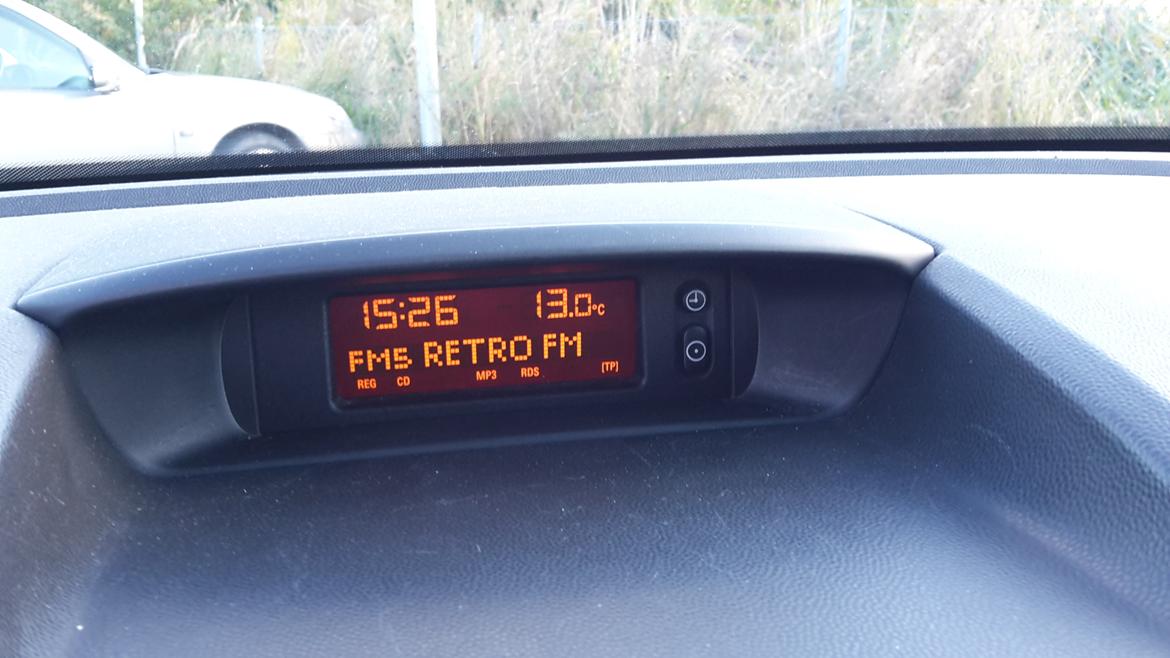 15:26 13.0°C
FM5 RETRO FM
REG CD MP3 RDS [TP]